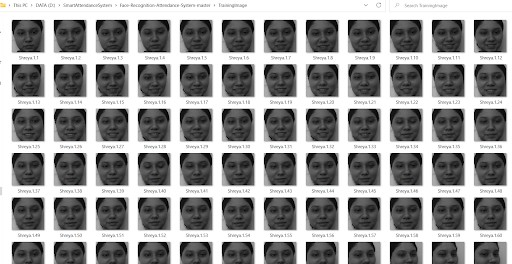 This PC > DATA (D:) > SmartAttendanceSystem > Face-Recognition-Attendance-System-master > TrainingImage
Search TrainingImage
Shreya.1.1 Shreya.1.2 Shreya.1.3 Shreya.1.4 Shreya.1.5 Shreya.1.6 Shreya.1.7 Shreya.1.8 Shreya.1.9 Shreya.1.10 Shreya.1.11 Shreya.1.12
Shreya.1.13 Shreya.1.14 Shreya.1.15 Shreya.1.16 Shreya.1.17 Shreya.1.18 Shreya.1.19 Shreya.1.20 Shreya.1.21 Shreya.1.22 Shreya.1.23 Shreya.1.24
Shreya.1.25 Shreya.1.26 Shreya.1.27 Shreya.1.28 Shreya.1.29 Shreya.1.30 Shreya.1.31 Shreya.1.32 Shreya.1.33 Shreya.1.34 Shreya.1.35 Shreya.1.36
Shreya.1.37 Shreya.1.38 Shreya.1.39 Shreya.1.40 Shreya.1.41 Shreya.1.42 Shreya.1.43 Shreya.1.44 Shreya.1.45 Shreya.1.46 Shreya.1.47 Shreya.1.48
Shreya.1.49 Shreya.1.50 Shreya.1.51 Shreya.1.52 Shreya.1.53 Shreya.1.54 Shreya.1.55 Shreya.1.56 Shreya.1.57 Shreya.1.58 Shreya.1.59 Shreya.1.60